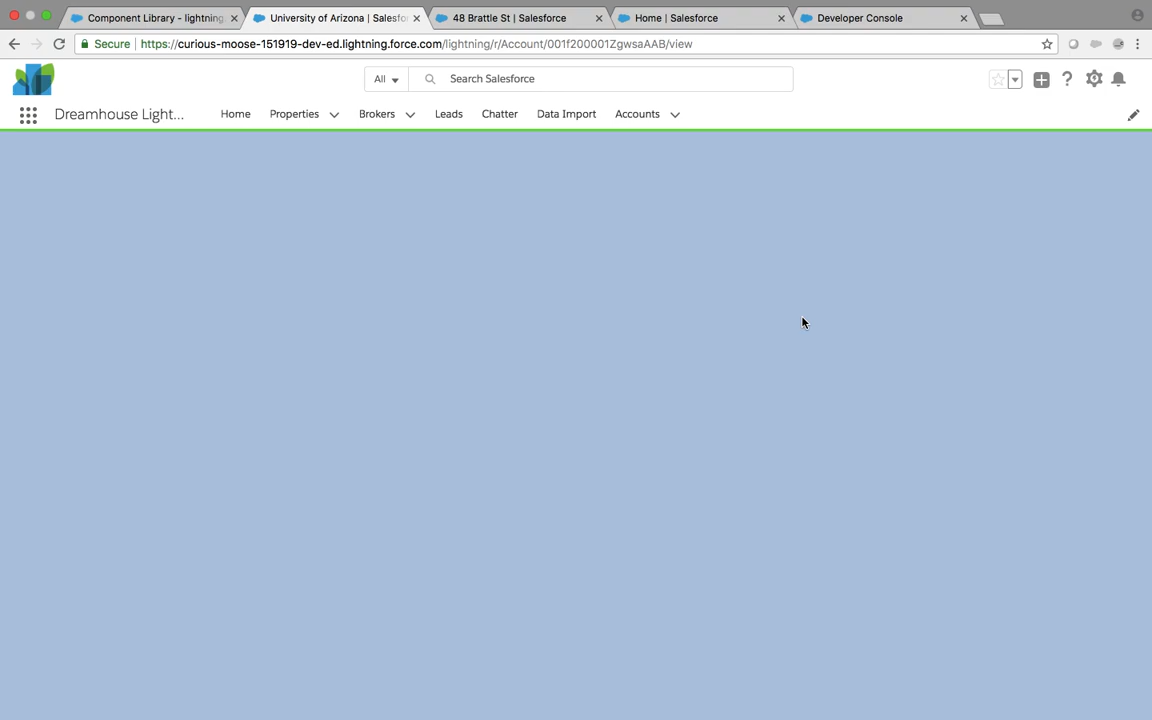 Component Library - lightning
University of Arizona | Salesfo
48 Brattle St | Salesforce
Home | Salesforce
Developer Console
Secure
https://curious-moose-151919-dev-ed.lightning.force.com/lightning/r/Account/001f200001ZgwsaAAB/view
All
Search Salesforce
Dreamhouse Light...
Home
Properties
Brokers
Leads
Chatter
Data Import
Accounts